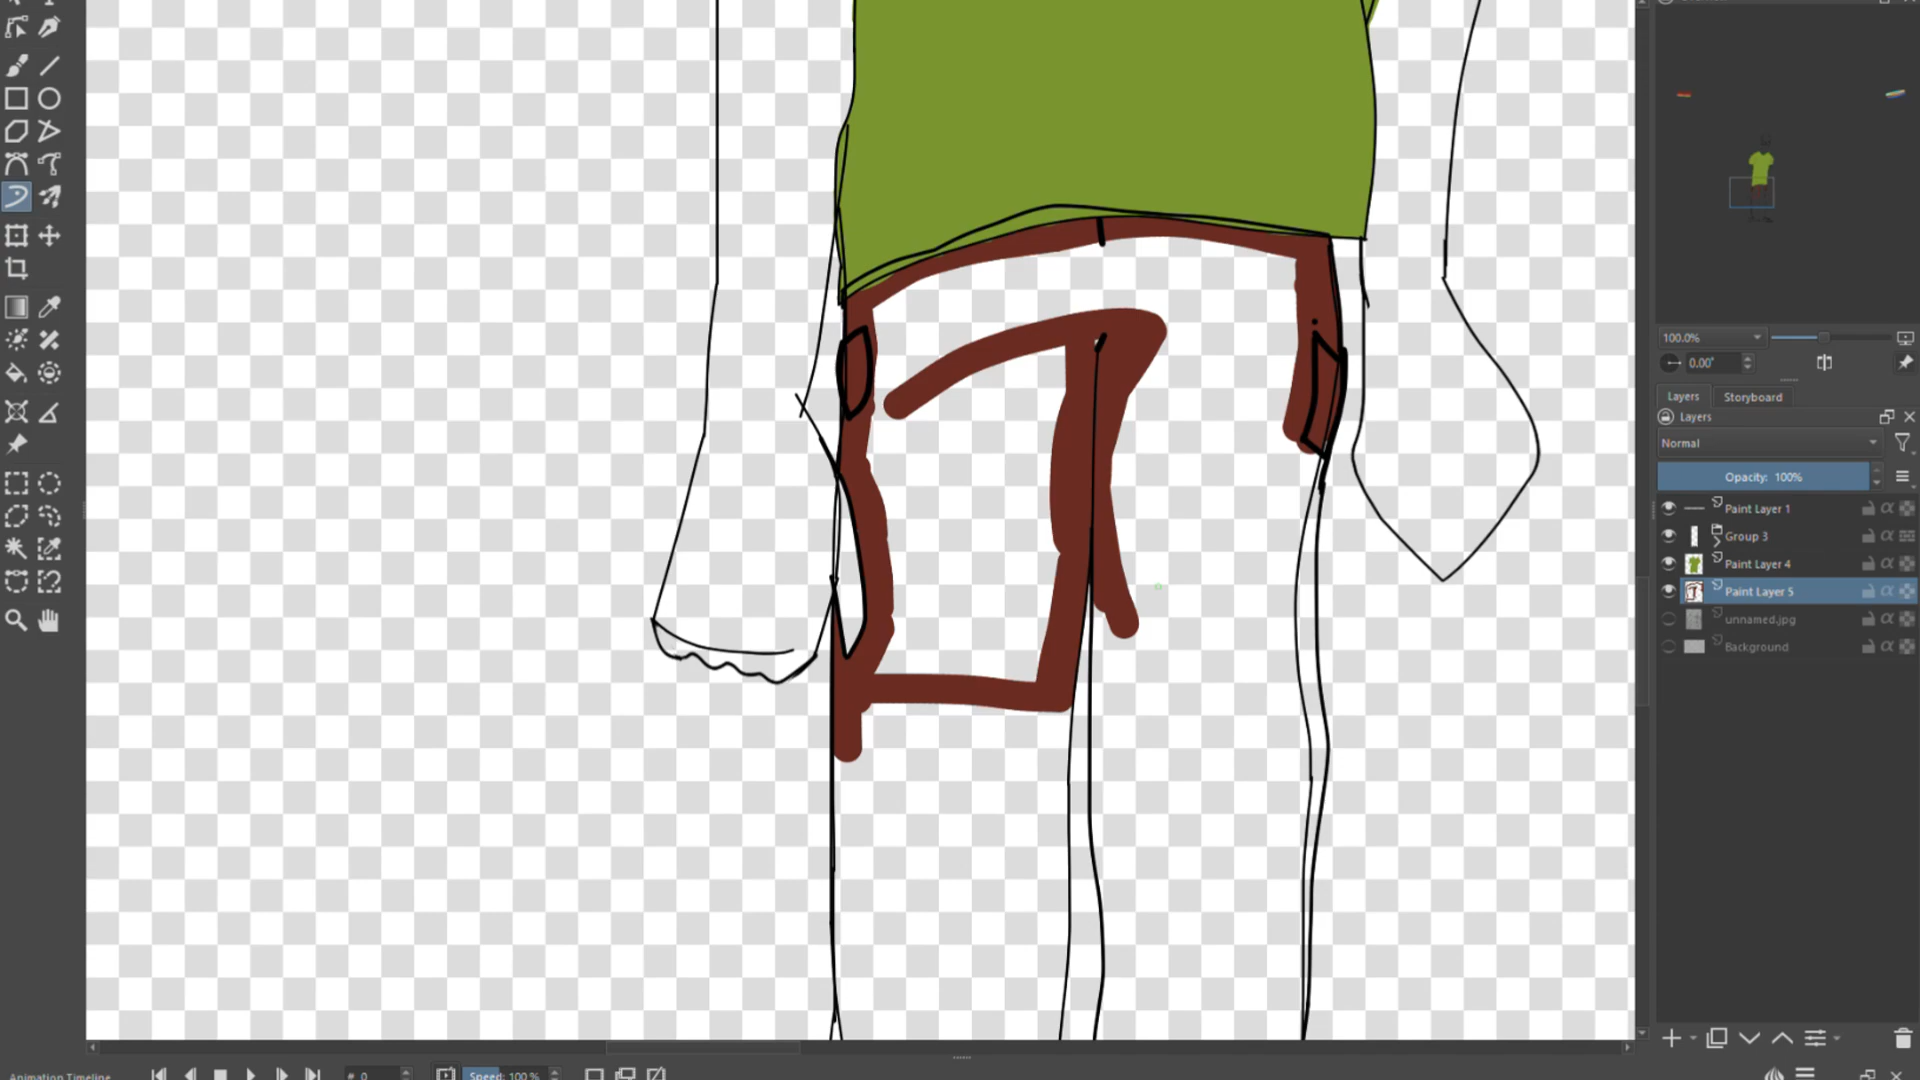 100.0%
0.00°
Layers Storyboard
Layers
Normal
Opacity: 100%
Paint Layer 1
Group 3
Paint Layer 4
Paint Layer 5
unnamed.jpg
Background
Animation Timeline
# 0
Speed: 100 %